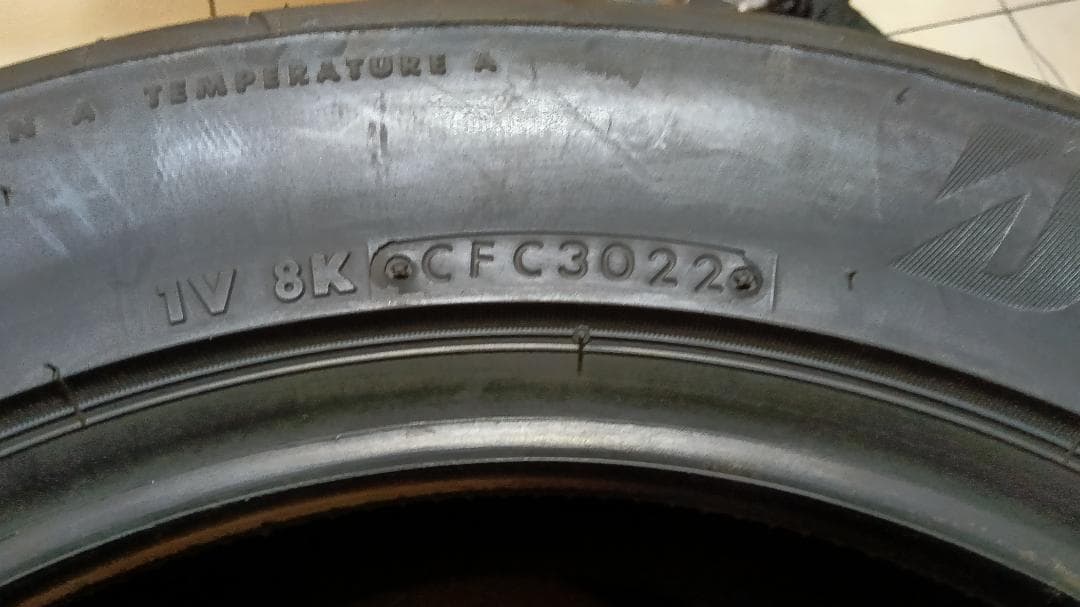 N A TEMPERATURE A
1V 8K CFC3022